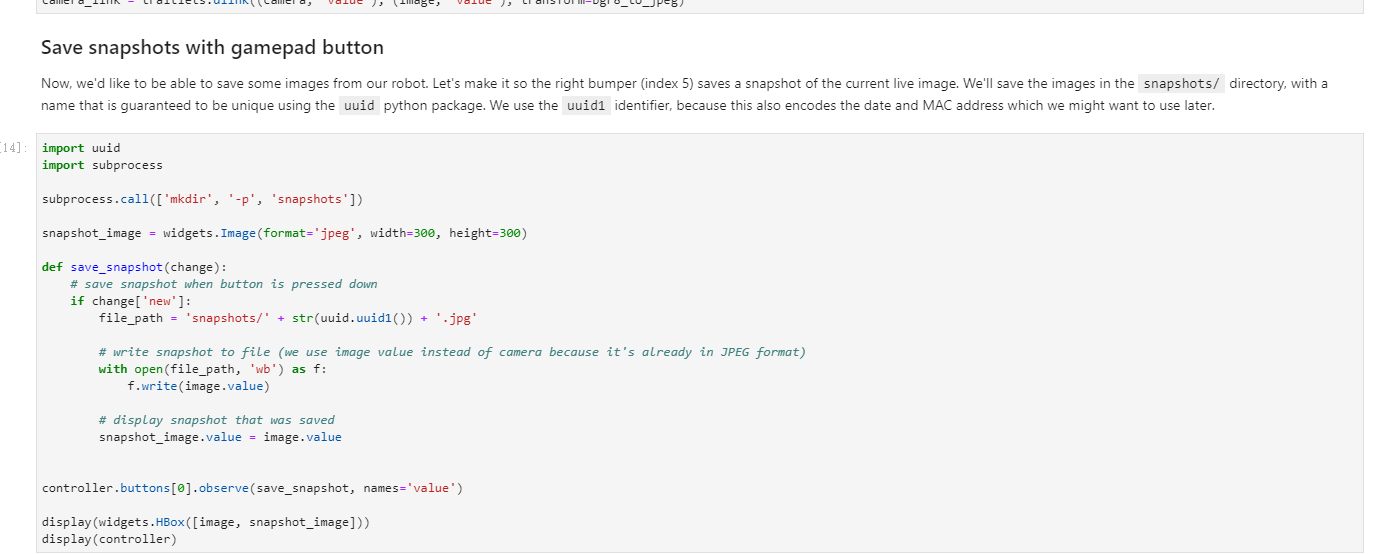 camera_link = traitlets.dlink((camera, 'value'), (image, 'value'), transform=bgr8_to_jpeg)
Save snapshots with gamepad button
Now, we'd like to be able to save some images from our robot. Let's make it so the right bumper (index 5) saves a snapshot of the current live image. We'll save the images in the snapshots/ directory, with a
name that is guaranteed to be unique using the uuid python package. We use the uuid1 identifier, because this also encodes the date and MAC address which we might want to use later.
[14]:
import uuid
import subprocess
subprocess.call(['mkdir', '-p', 'snapshots'])
snapshot_image = widgets.Image(format='jpeg', width=300, height=300)
def save_snapshot(change):
    # save snapshot when button is pressed down
    if change['new']:
        file_path = 'snapshots/' + str(uuid.uuid1()) + '.jpg'
        # write snapshot to file (we use image value instead of camera because it's already in JPEG format)
        with open(file_path, 'wb') as f:
            f.write(image.value)
        # display snapshot that was saved
        snapshot_image.value = image.value
controller.buttons[0].observe(save_snapshot, names='value')
display(widgets.HBox([image, snapshot_image]))
display(controller)